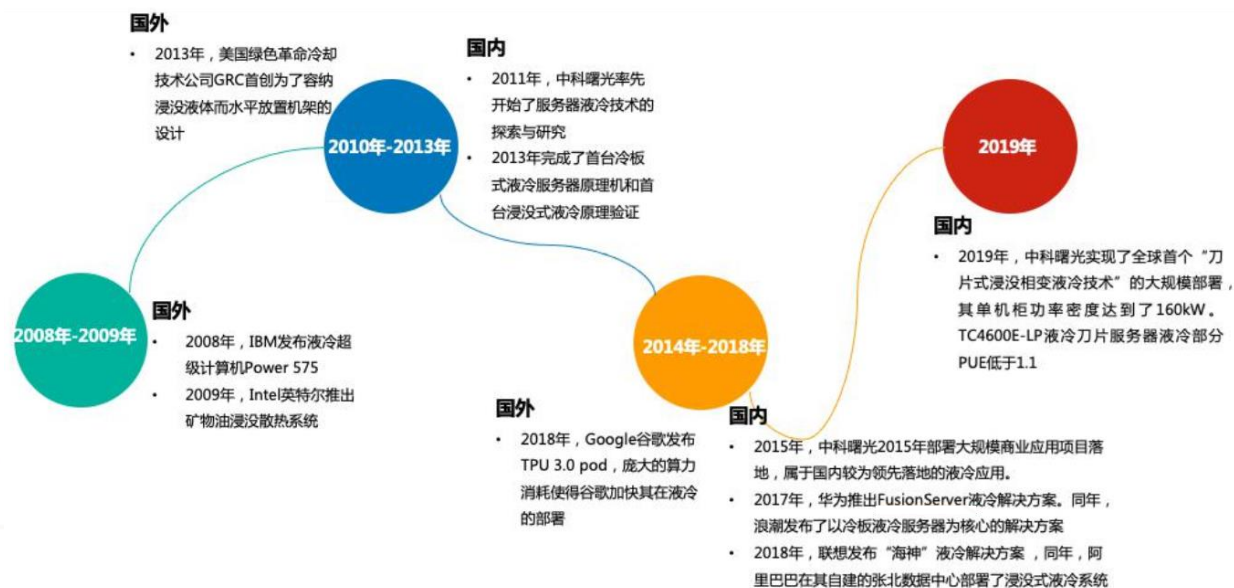 国外
• 2013年，美国绿色革命冷却
技术公司GRC首创为了容纳
浸没液体而水平放置机架的
设计
2010年-2013年
国内
• 2011年，中科曙光率先
开始了服务器液冷技术的
探索与研究
• 2013年完成了首台冷板
式液冷服务器原理机和首
台浸没式液冷原理验证
2008年-2009年
国外
• 2008年，IBM发布液冷超
级计算机Power 575
• 2009年，Intel英特尔推出
矿物油浸没散热系统
2014年-2018年
国外
• 2018年，Google谷歌发布
TPU 3.0 pod，庞大的算力
消耗使得谷歌加快其在液冷
的部署
国内
• 2015年，中科曙光2015年部署大规模商业应用项目落
地，属于国内较为领先落地的液冷应用。
• 2017年，华为推出FusionServer液冷解决方案。同年，
浪潮发布了以冷板液冷服务器为核心的解决方案
• 2018年，联想发布“海神”液冷解决方案，同年，阿
里巴巴在其自建的张北数据中心部署了浸没式液冷系统
2019年
国内
• 2019年，中科曙光实现了全球首个“刀
片式浸没相变液冷技术”的大规模部署，
其单机柜功率密度达到了160kW。
TC4600E-LP液冷刀片服务器液冷部分
PUE低于1.1